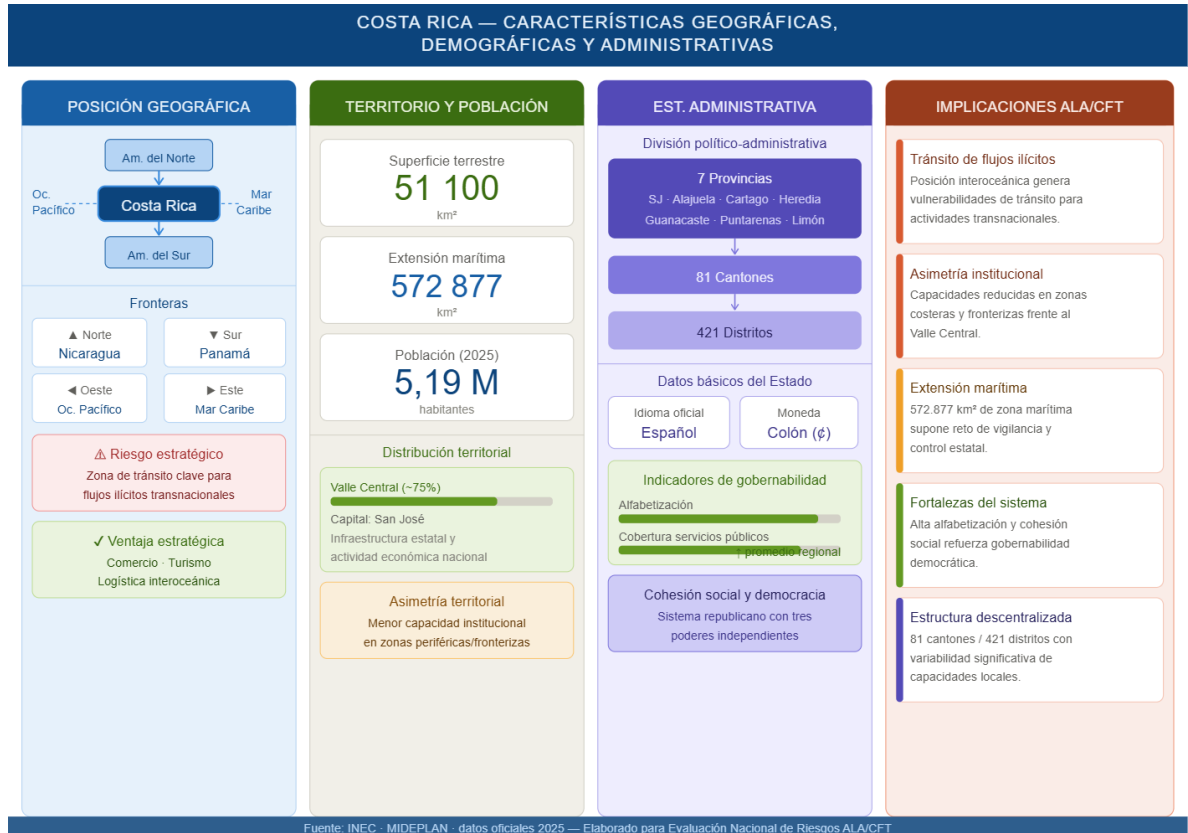 COSTA RICA — CARACTERÍSTICAS GEOGRÁFICAS,
DEMOGRÁFICAS Y ADMINISTRATIVAS
POSICIÓN GEOGRÁFICA
Am. del Norte
Oc.
Pacífico
Costa Rica
Mar
Caribe
Am. del Sur
Fronteras
▲ Norte
Nicaragua
▼ Sur
Panamá
◀ Oeste
Oc. Pacífico
▶ Este
Mar Caribe
⚠ Riesgo estratégico
Zona de tránsito clave para
flujos ilícitos transnacionales
✓ Ventaja estratégica
Comercio · Turismo
Logística interoceánica
TERRITORIO Y POBLACIÓN
Superficie terrestre
51 100
km²
Extensión marítima
572 877
km²
Población (2025)
5,19 M
habitantes
Distribución territorial
Valle Central (~75%)
Capital: San José
Infraestructura estatal y
actividad económica nacional
Asimetría territorial
Menor capacidad institucional
en zonas periféricas/fronterizas
EST. ADMINISTRATIVA
División político-administrativa
7 Provincias
SJ · Alajuela · Cartago · Heredia
Guanacaste · Puntarenas · Limón
81 Cantones
421 Distritos
Datos básicos del Estado
Idioma oficial
Español
Moneda
Colón (₡)
Indicadores de gobernabilidad
Alfabetización
Cobertura servicios públicos
↑ promedio regional
Cohesión social y democracia
Sistema republicano con tres
poderes independientes
IMPLICACIONES ALA/CFT
Tránsito de flujos ilícitos
Posición interoceánica genera
vulnerabilidades de tránsito para
actividades transnacionales.
Asimetría institucional
Capacidades reducidas en zonas
costeras y fronterizas frente al
Valle Central.
Extensión marítima
572.877 km² de zona marítima
supone reto de vigilancia y
control estatal.
Fortalezas del sistema
Alta alfabetización y cohesión
social refuerza gobernabilidad
democrática.
Estructura descentralizada
81 cantones / 421 distritos con
variabilidad significativa de
capacidades locales.
Fuente: INEC · MIDEPLAN · datos oficiales 2025 — Elaborado para Evaluación Nacional de Riesgos ALA/CFT